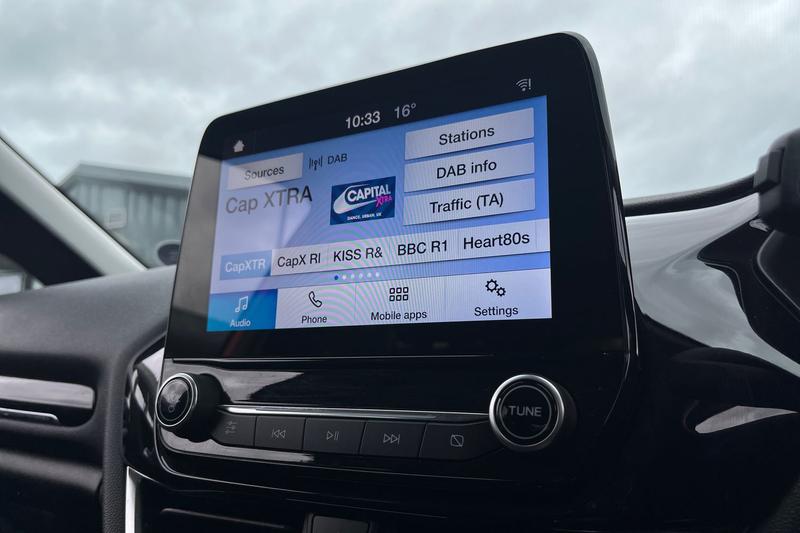 10:33 16°
Sources
DAB
Cap XTRA
CAPITAL
XTRA
DANCE. URBAN. UK
Stations
DAB info
Traffic (TA)
CapXTR
CapX RI
KISS R&
BBC R1
Heart80s
Audio
Phone
Mobile apps
Settings
TUNE